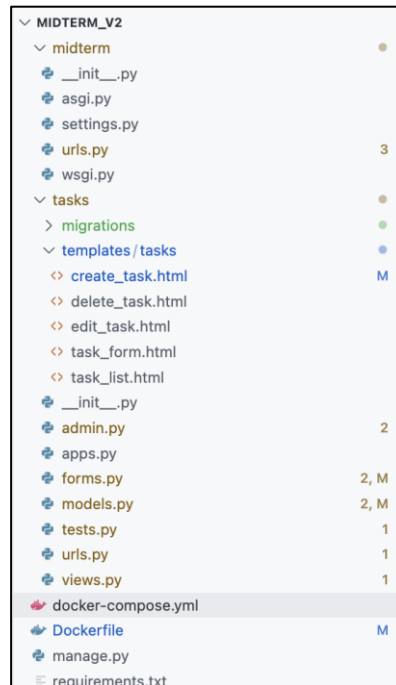 MIDTERM_V2
midterm
__init__.py
asgi.py
settings.py
urls.py 3
wsgi.py
tasks
migrations
templates/tasks
create_task.html M
delete_task.html
edit_task.html
task_form.html
task_list.html
__init__.py
admin.py 2
apps.py
forms.py 2, M
models.py 2, M
tests.py 1
urls.py 1
views.py 1
docker-compose.yml
Dockerfile M
manage.py
requirements.txt